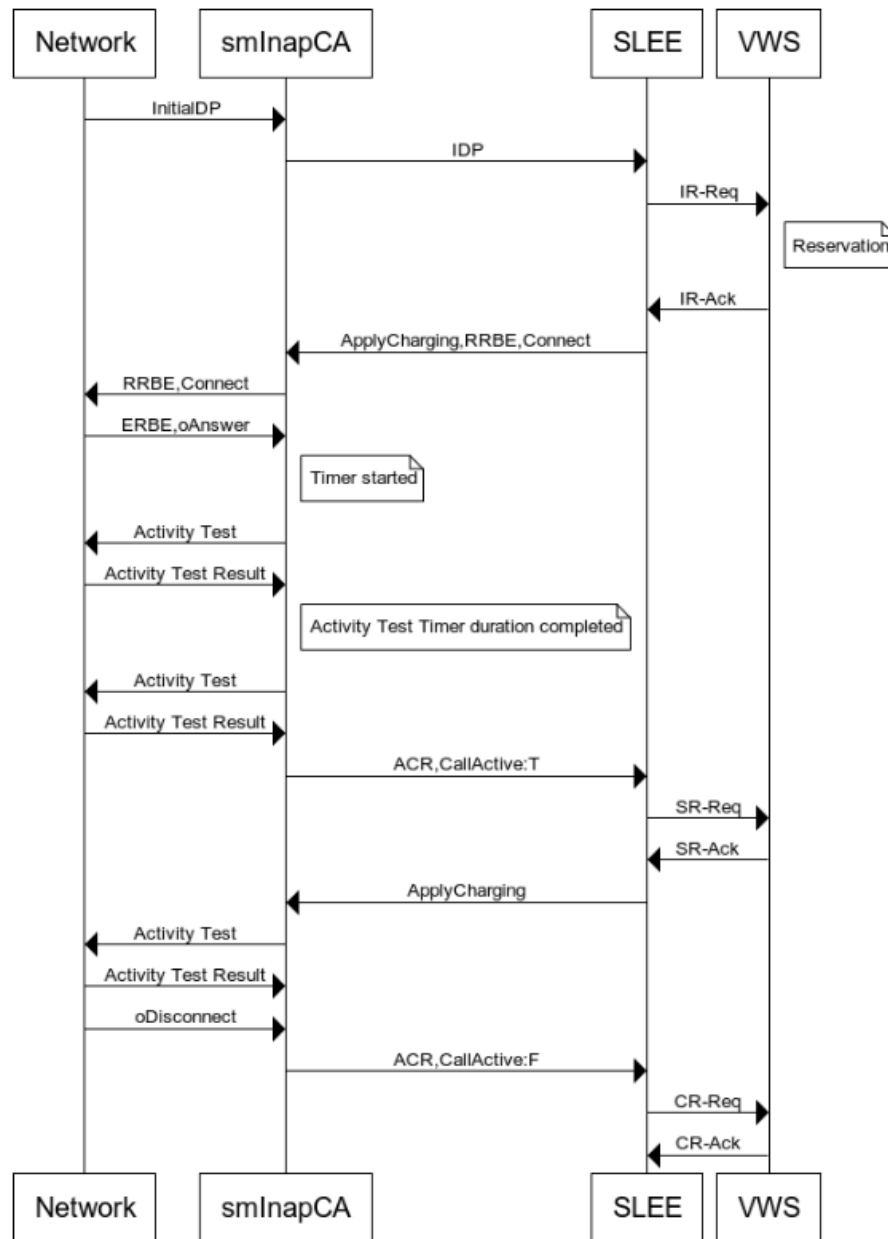 Network smInapCA SLEE VWS
InitialDP
IDP
IR-Req
Reservation
IR-Ack
ApplyCharging,RRBE,Connect
RRBE,Connect
ERBE,oAnswer
Timer started
Activity Test
Activity Test Result
Activity Test Timer duration completed
Activity Test
Activity Test Result
ACR,CallActive:T
SR-Req
SR-Ack
ApplyCharging
Activity Test
Activity Test Result
oDisconnect
ACR,CallActive:F
CR-Req
CR-Ack
Network smInapCA SLEE VWS